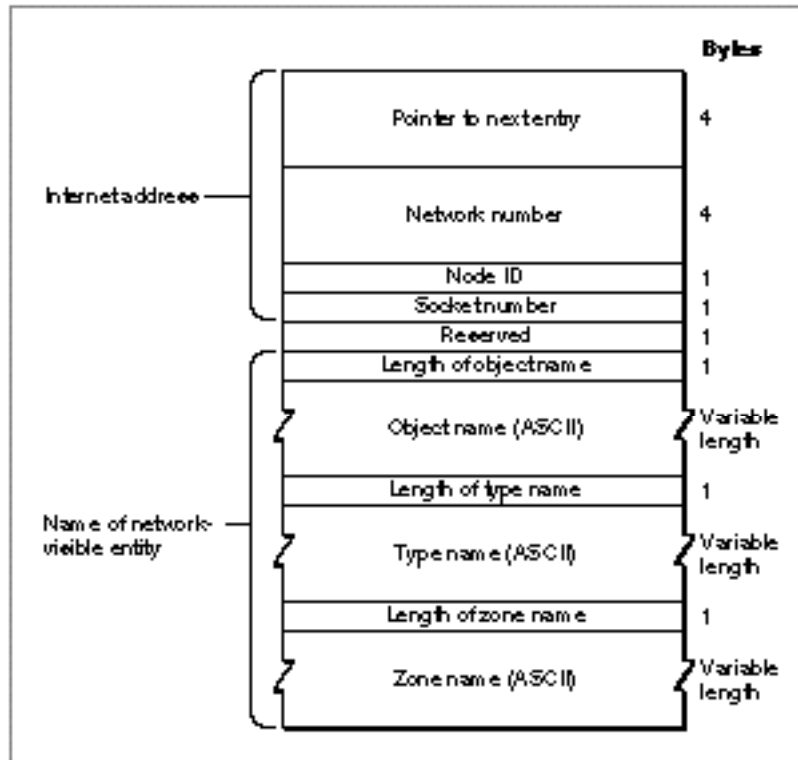 Bytes
Pointer to next entry 4
Internet address
Network number 4
Node ID 1
Socket number 1
Reserved 1
Length of object name 1
Object name (ASCII) Variable
length
Length of type name 1
Name of network-
visible entity
Type name (ASCII) Variable
length
Length of zone name 1
Zone name (ASCII) Variable
length